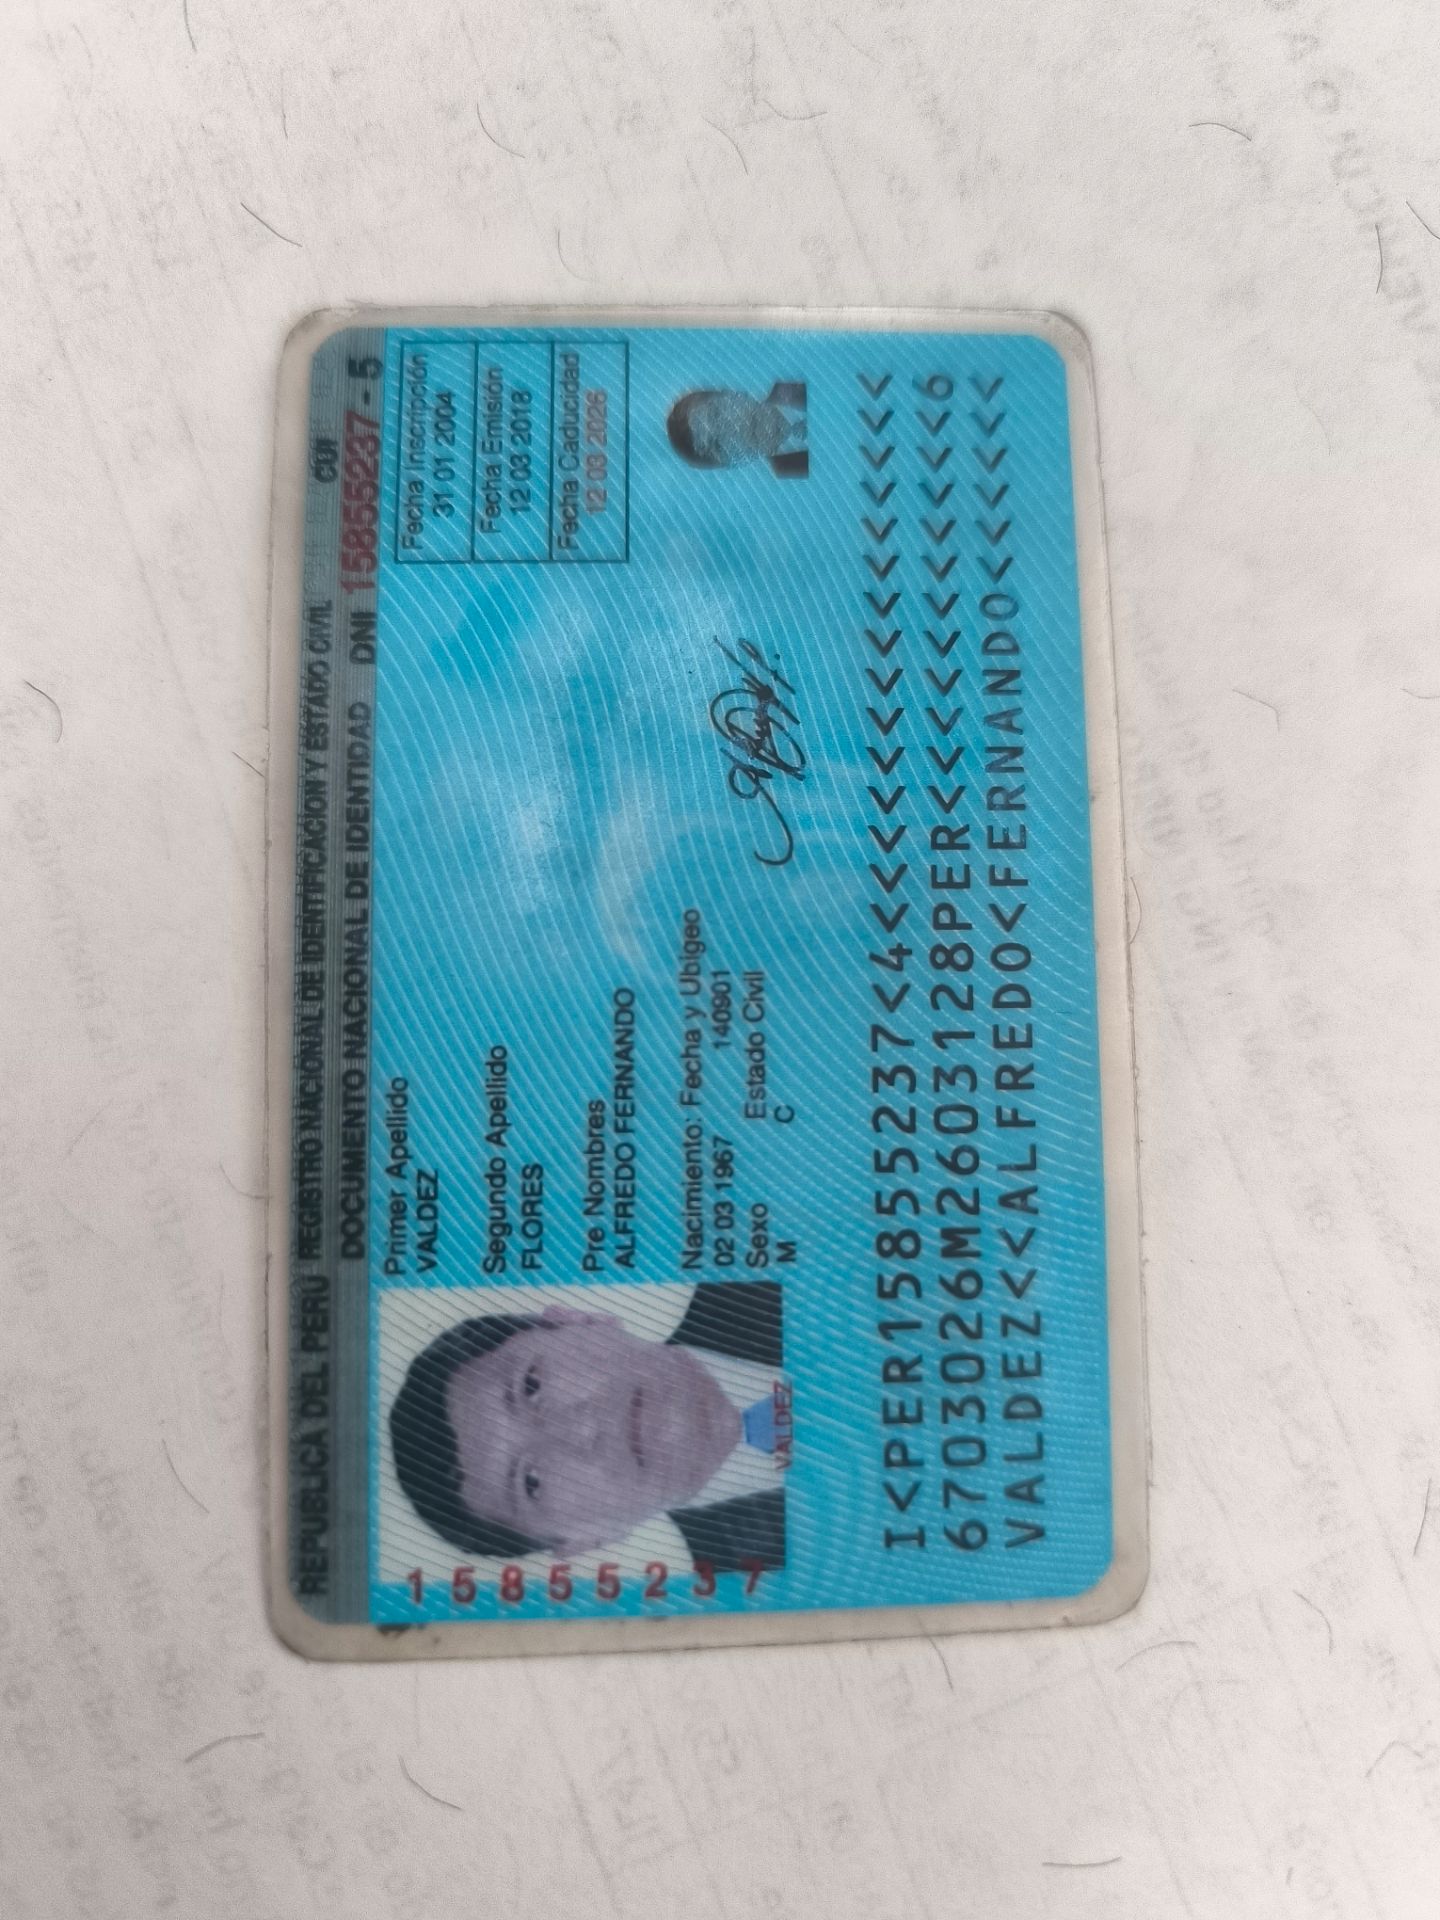 REPUBLICA DEL PERU REGISTRO NACIONAL DE IDENTIFICACION Y ESTADO CIVIL CUI
DOCUMENTO NACIONAL DE IDENTIDAD DNI 15855237 - 5
Primer Apellido
VALDEZ
Segundo Apellido
FLORES
Pre Nombres
ALFREDO FERNANDO
Nacimiento: Fecha y Ubigeo
02 03 1967 140901
Sexo Estado Civil
M C
Fecha Inscripción
31 01 2004
Fecha Emisión
12 03 2018
Fecha Caducidad
12 03 2026
VALDEZ
15855237
I<PER15855237<4<<<<<<<<<<<<<<<
6703026M2603128PER<<<<<<<<<<<6
VALDEZ<<ALFREDO<FERNANDO<<<<<<